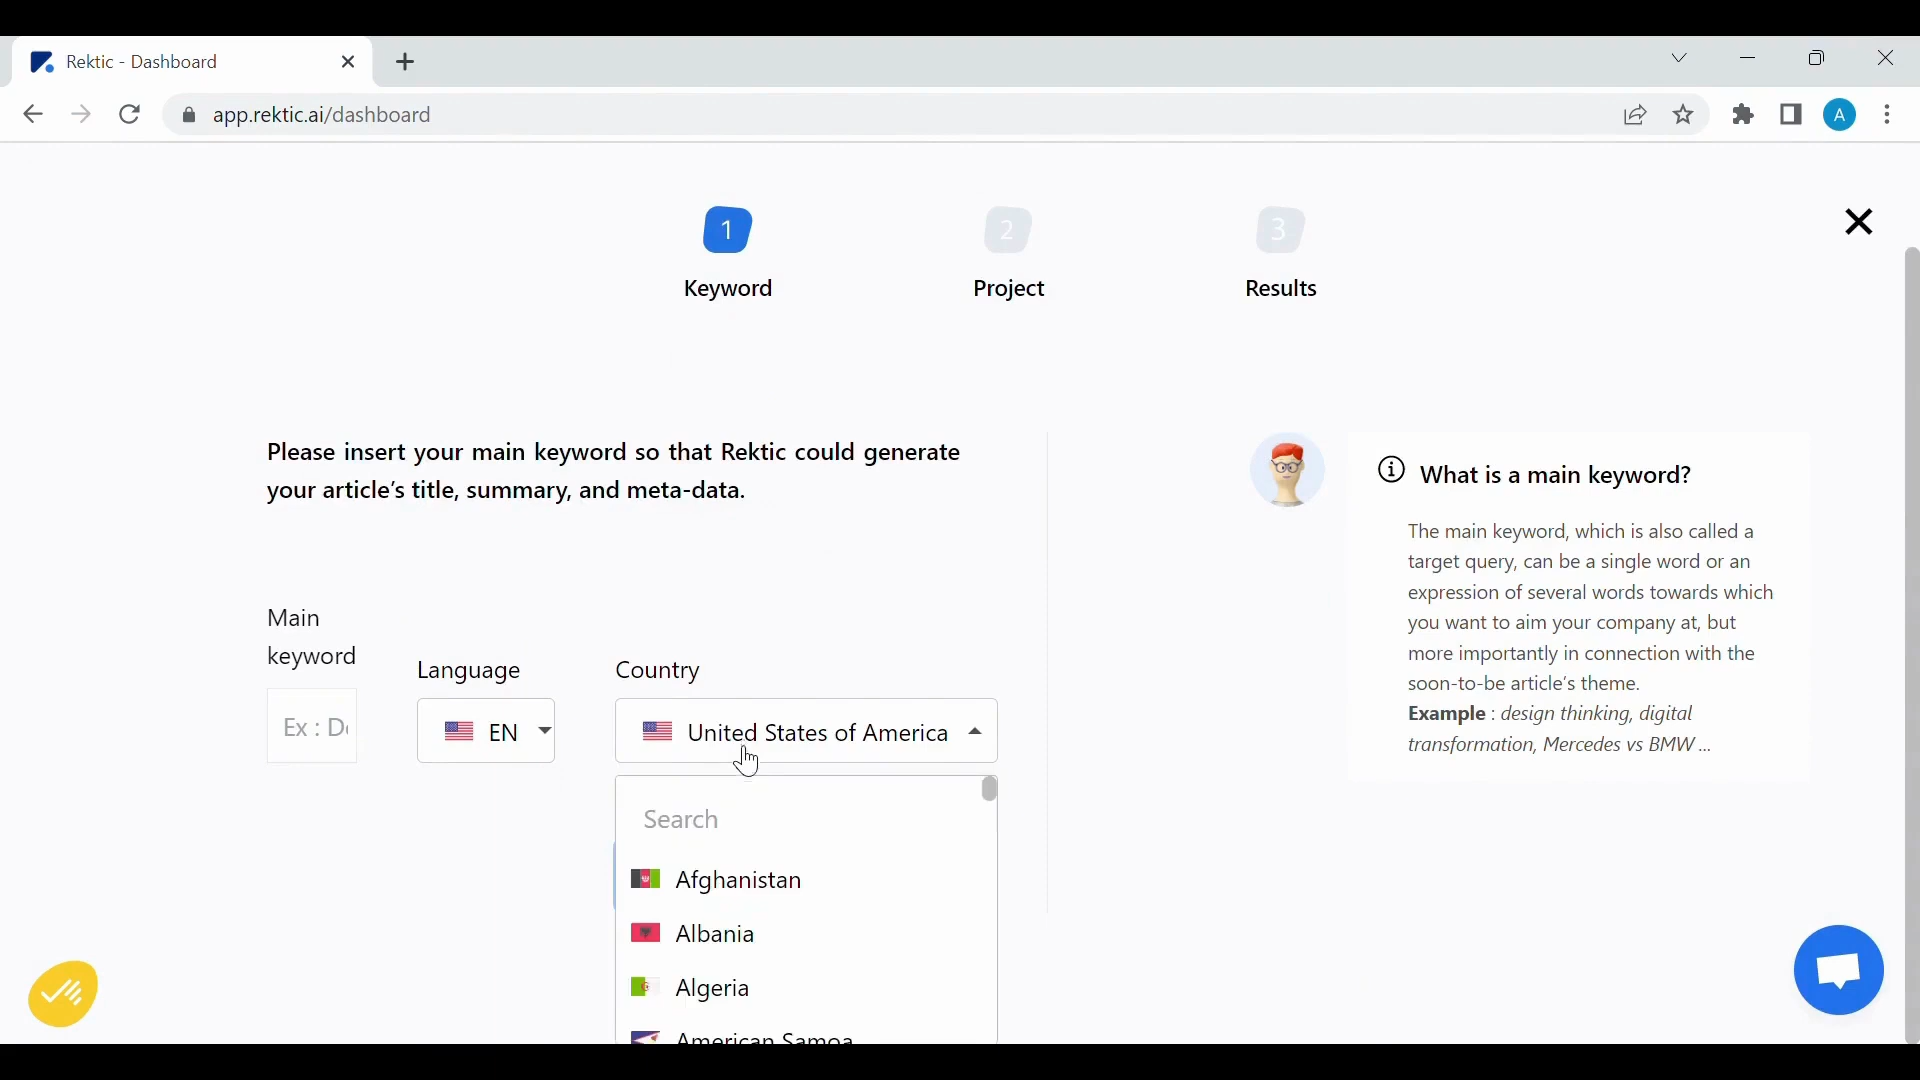 Rektic - Dashboard
app.rektic.ai/dashboard
A
1
2
3
Keyword
Project
Results
Please insert your main keyword so that Rektic could generate
your article's title, summary, and meta-data.
Main
keyword
Ex : De
Language
EN
Country
United States of America
Search
Afghanistan
Albania
Algeria
American Samoa
What is a main keyword?
The main keyword, which is also called a
target query, can be a single word or an
expression of several words towards which
you want to aim your company at, but
more importantly in connection with the
soon-to-be article's theme.
Example : design thinking, digital
transformation, Mercedes vs BMW ...